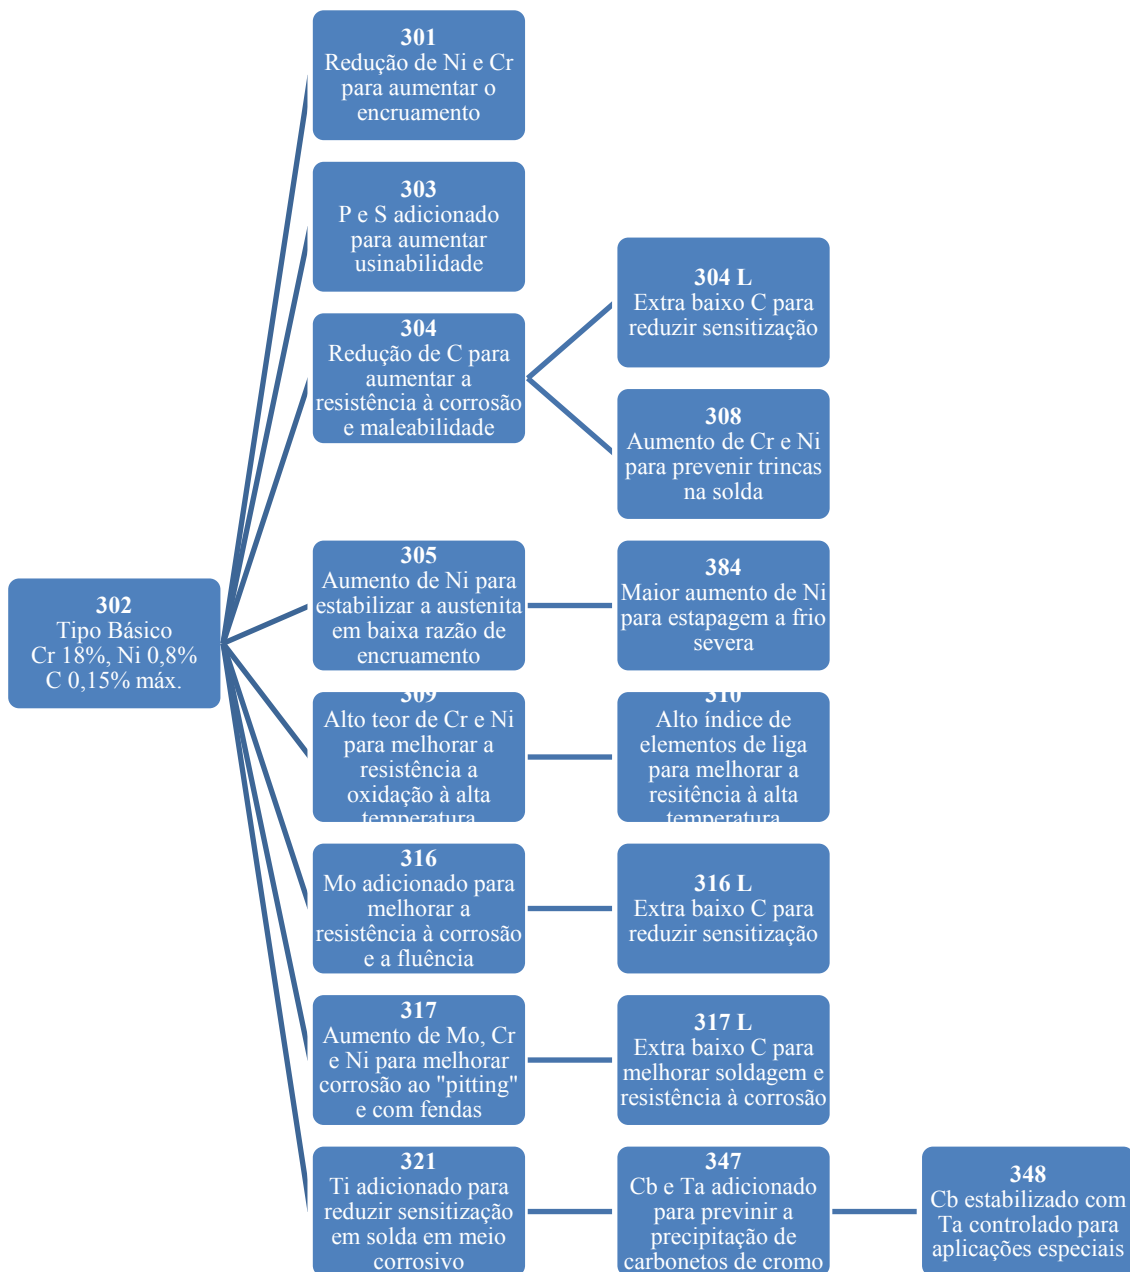 301
Redução de Ni e Cr
para aumentar o
encruamento
303
P e S adicionado
para aumentar
usinabilidade
304
Redução de C para
aumentar a
resistência à corrosão
e maleabilidade
304 L
Extra baixo C para
reduzir sensitização
308
Aumento de Cr e Ni
para prevenir trincas
na solda
302
Tipo Básico
Cr 18%, Ni 0,8%
C 0,15% máx.
305
Aumento de Ni para
estabilizar a austenita
em baixa razão de
encruamento
384
Maior aumento de Ni
para estapagem a frio
severa
309
Alto teor de Cr e Ni
para melhorar a
resistência a
oxidação à alta
temperatura
310
Alto índice de
elementos de liga
para melhorar a
resitência à alta
temperatura
316
Mo adicionado para
melhorar a
resistência à corrosão
e a fluência
316 L
Extra baixo C para
reduzir sensitização
317
Aumento de Mo, Cr
e Ni para melhorar
corrosão ao "pitting"
e com fendas
317 L
Extra baixo C para
melhorar soldagem e
resistência à corrosão
321
Ti adicionado para
reduzir sensitização
em solda em meio
corrosivo
347
Cb e Ta adicionado
para previnir a
precipitação de
carbonetos de cromo
348
Cb estabilizado com
Ta controlado para
aplicações especiais